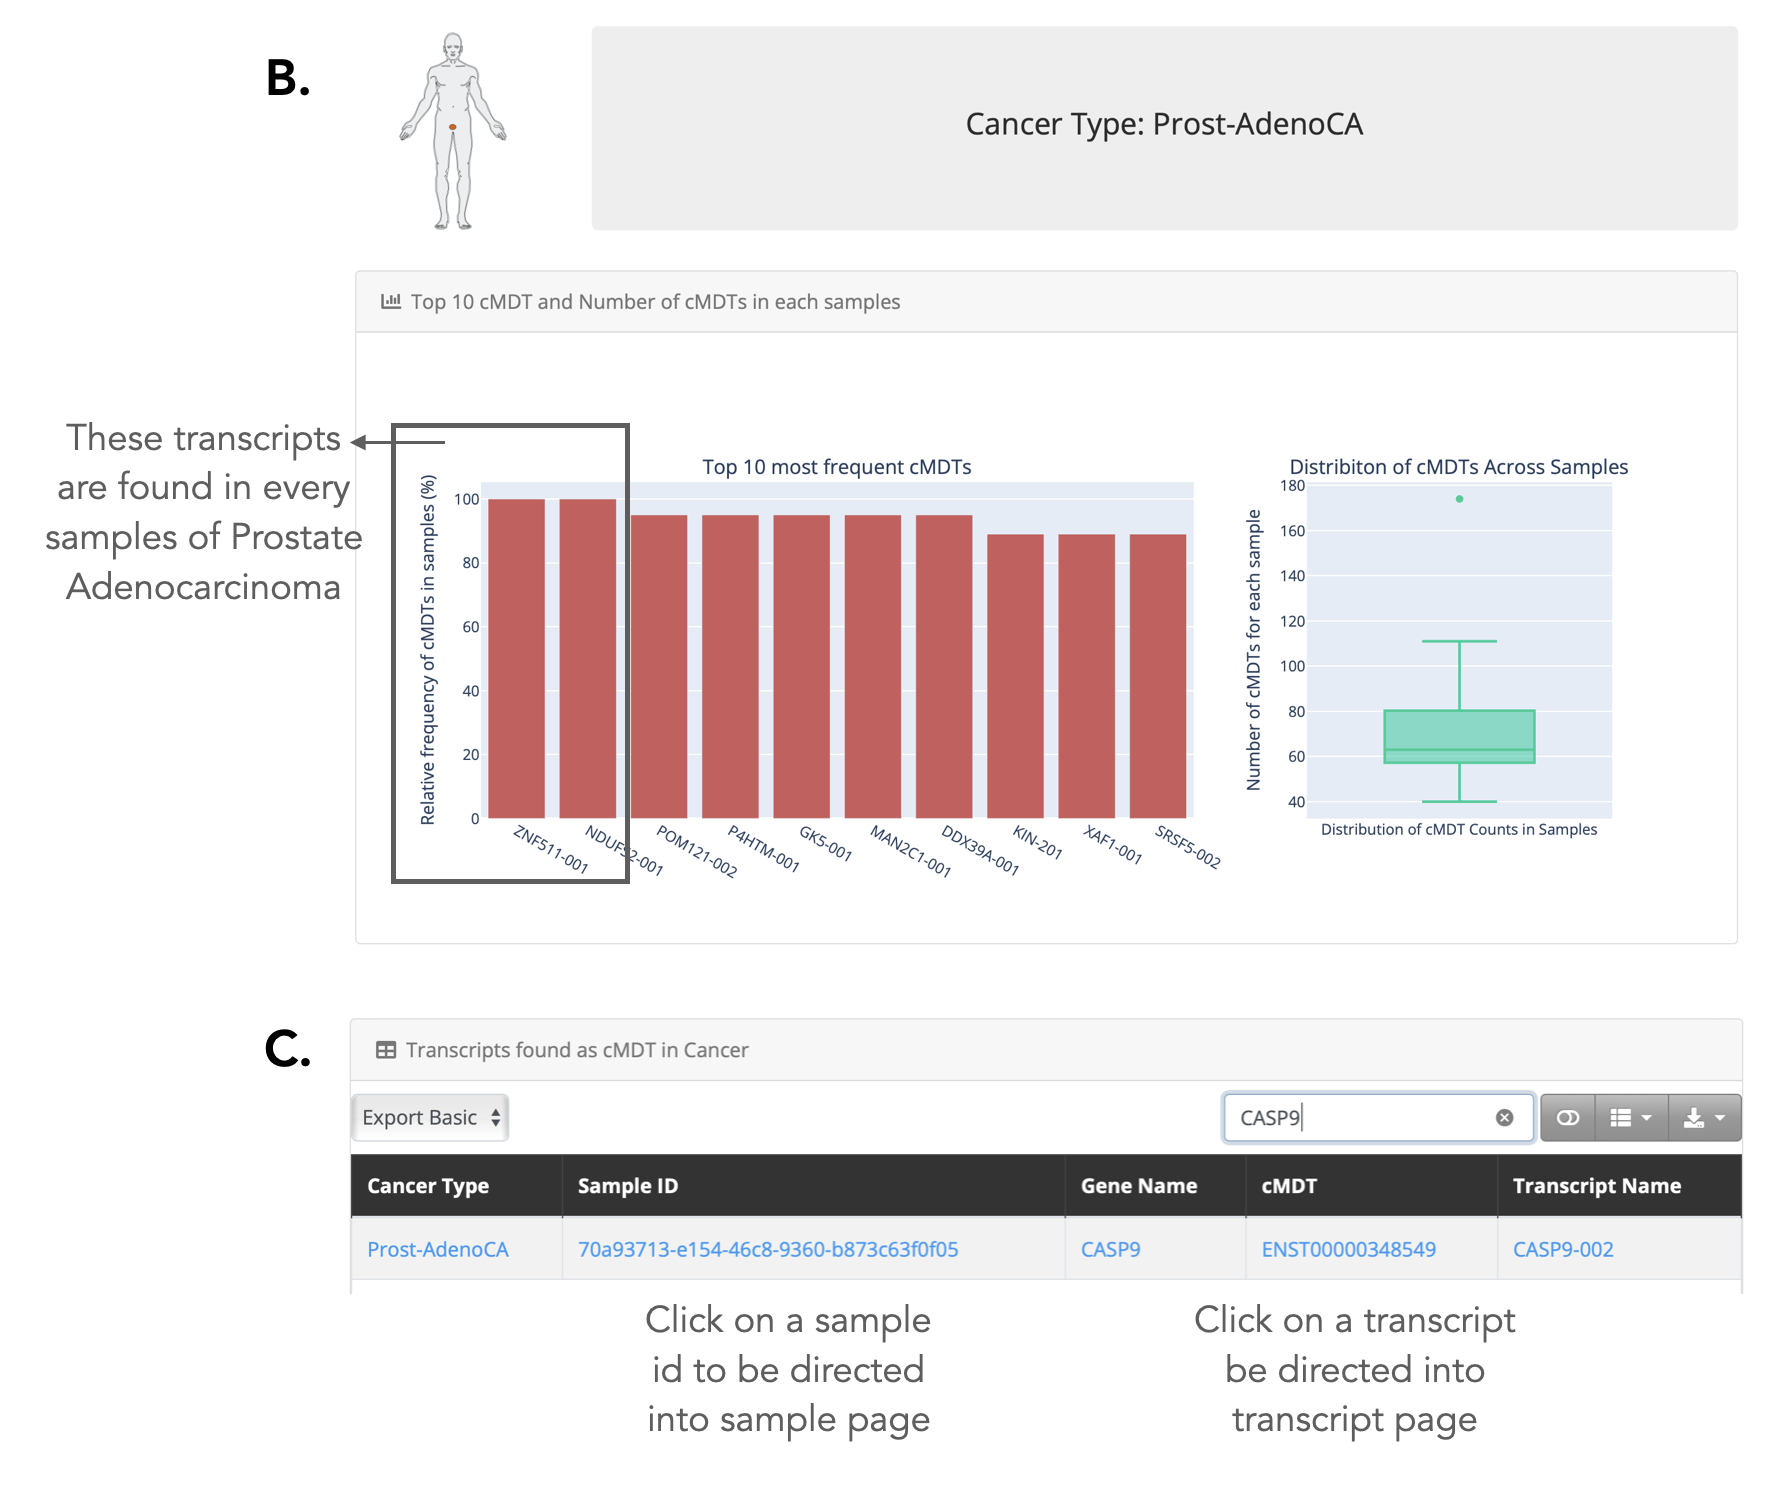 B.
Cancer Type: Prost-AdenoCA
Top 10 cMDT and Number of cMDTs in each samples
These transcripts
are found in every
samples of Prostate
Adenocarcinoma
Top 10 most frequent cMDTs
Relative frequency of cMDTs in samples (%)
100
80
60
40
20
0
ZNF511-001
NDUFS2-001
POM121-002
P4HTM-001
GK5-001
MAN2C1-001
DDX39A-001
KIN-201
XAF1-001
SRSF5-002
Distribiton of cMDTs Across Samples
Number of cMDTs for each sample
180
160
140
120
100
80
60
40
Distribution of cMDT Counts in Samples
C.
Transcripts found as cMDT in Cancer
Export Basic
CASP9
Cancer Type Sample ID Gene Name cMDT Transcript Name
Prost-AdenoCA 70a93713-e154-46c8-9360-b873c63f0f05 CASP9 ENST00000348549 CASP9-002
Click on a sample
id to be directed
into sample page
Click on a transcript
be directed into
transcript page